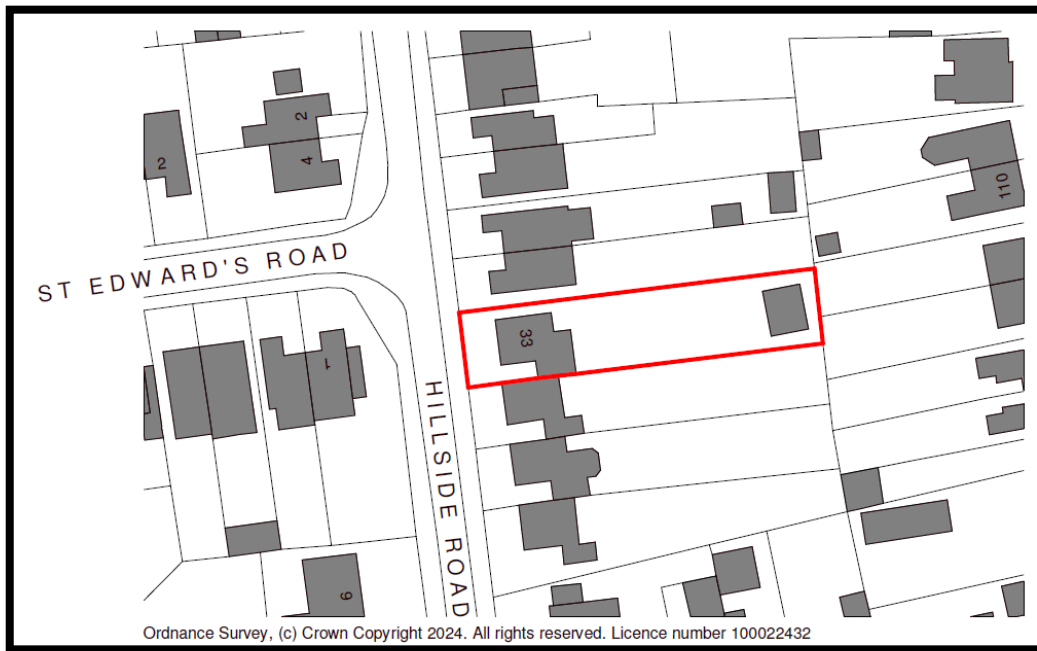 2
2
4
110
ST EDWARD'S ROAD
33
1
HILLSIDE ROAD
6
Ordnance Survey, (c) Crown Copyright 2024. All rights reserved. Licence number 100022432